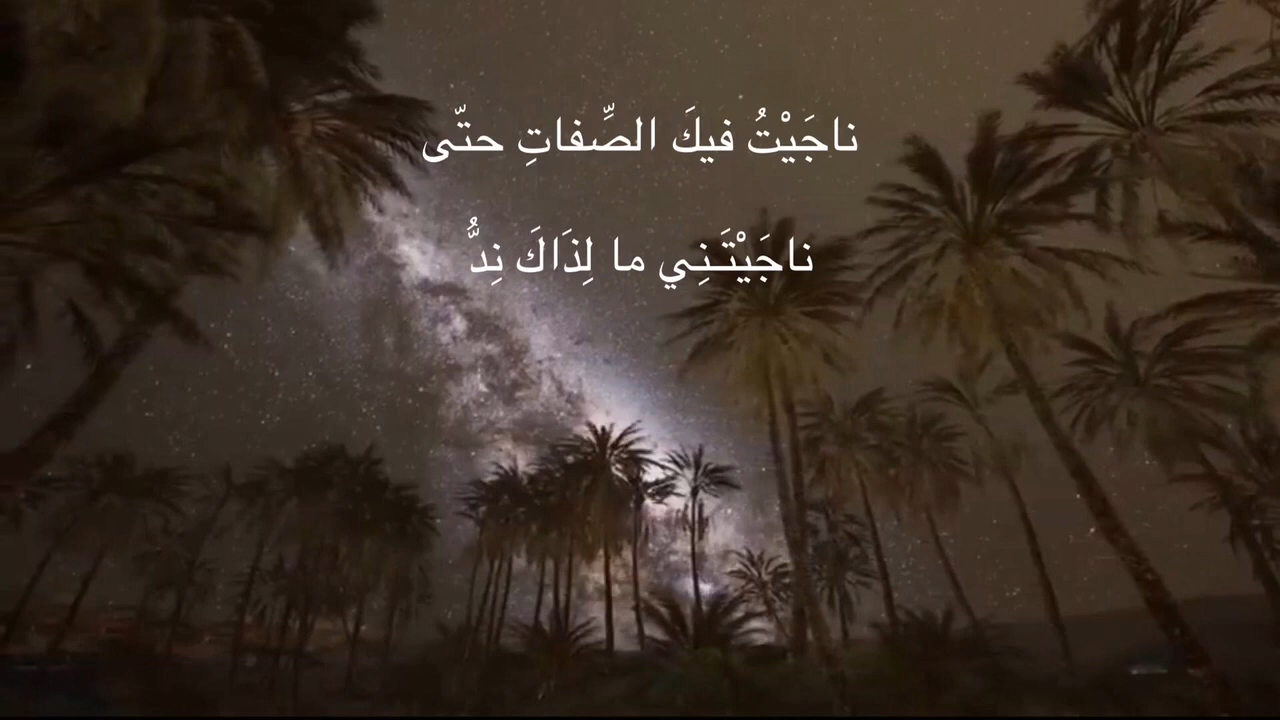 ناجَيْتُ فيكَ الصِّفاتِ حتّى
ناجَيْتَـنِي ما لِذَاكَ نِدُّ